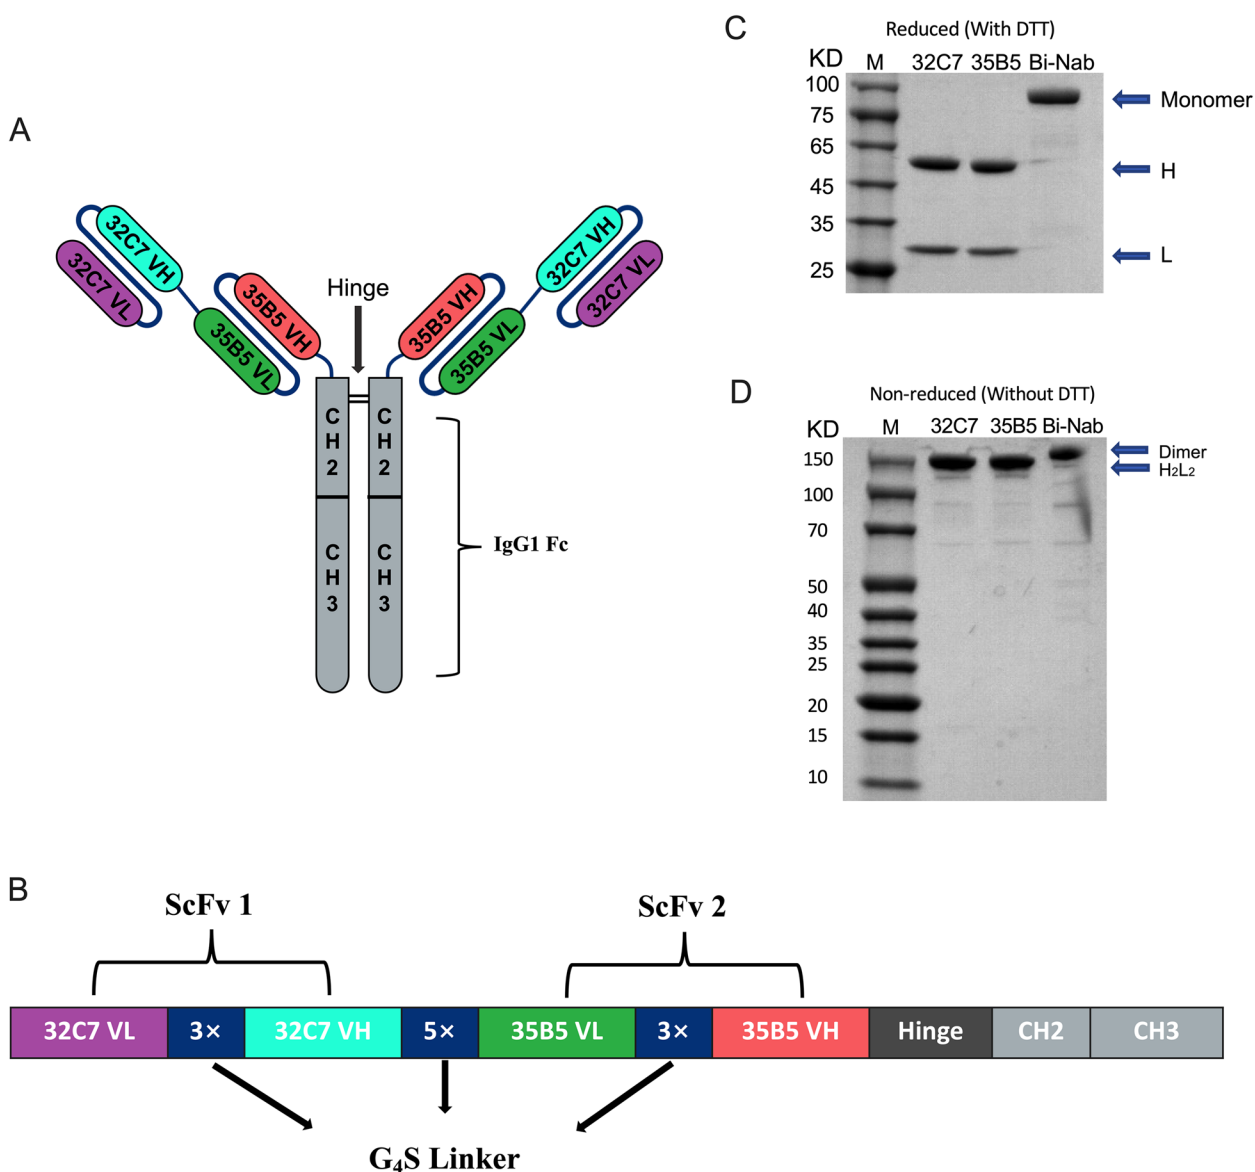 A
32C7 VH
32C7 VL
35B5 VH
35B5 VL
Hinge
35B5 VH
35B5 VL
32C7 VH
32C7 VL
C
H
2
C
H
2
C
H
3
C
H
3
IgG1 Fc
C
Reduced (With DTT)
KD M 32C7 35B5 Bi-Nab
100
75
65
45
35
25
Monomer
H
L
D
Non-reduced (Without DTT)
KD M 32C7 35B5 Bi-Nab
150
100
70
50
40
35
25
20
15
10
Dimer
H₂L₂
B
ScFv 1
ScFv 2
32C7 VL 3× 32C7 VH 5× 35B5 VL 3× 35B5 VH Hinge CH2 CH3
G₄S Linker